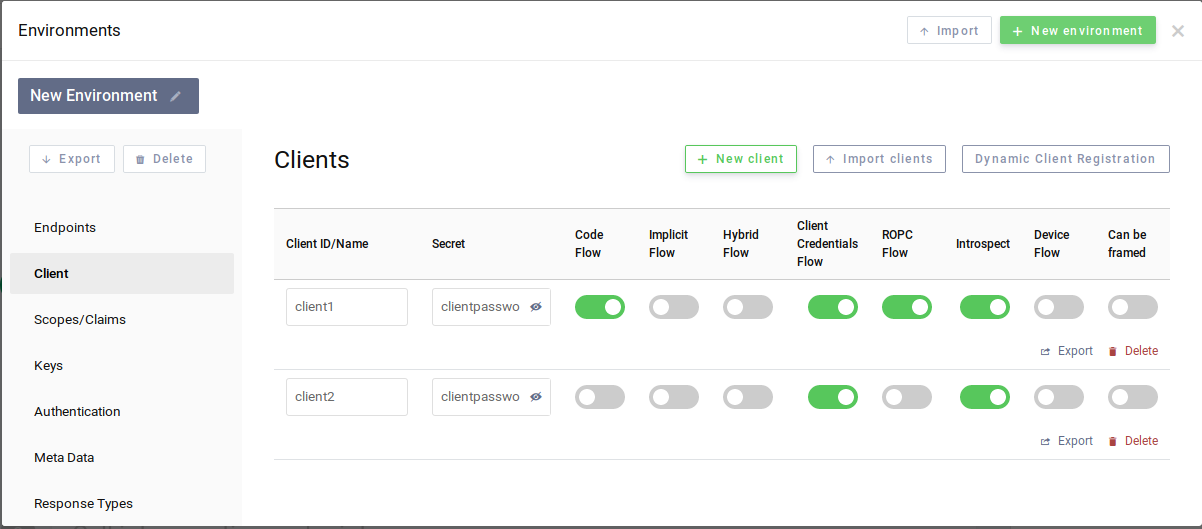 Environments
Import
New environment
New Environment
Export
Delete
Clients
New client
Import clients
Dynamic Client Registration
Endpoints
Client
Scopes/Claims
Keys
Authentication
Meta Data
Response Types
Client ID/Name
Secret
Code
Flow
Implicit
Flow
Hybrid
Flow
Client
Credentials
Flow
ROPC
Flow
Introspect
Device
Flow
Can be
framed
client1
clientpasswo
Export
Delete
client2
clientpasswo
Export
Delete